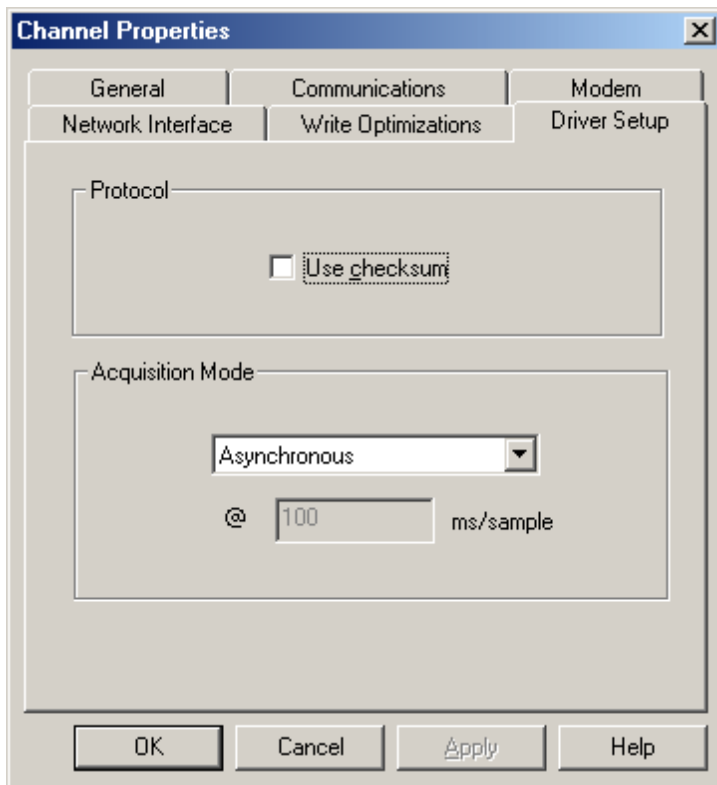 Channel Properties
General
Communications
Modem
Network Interface
Write Optimizations
Driver Setup
Protocol
Use checksum
Acquisition Mode
Asynchronous
@ 100 ms/sample
OK
Cancel
Apply
Help